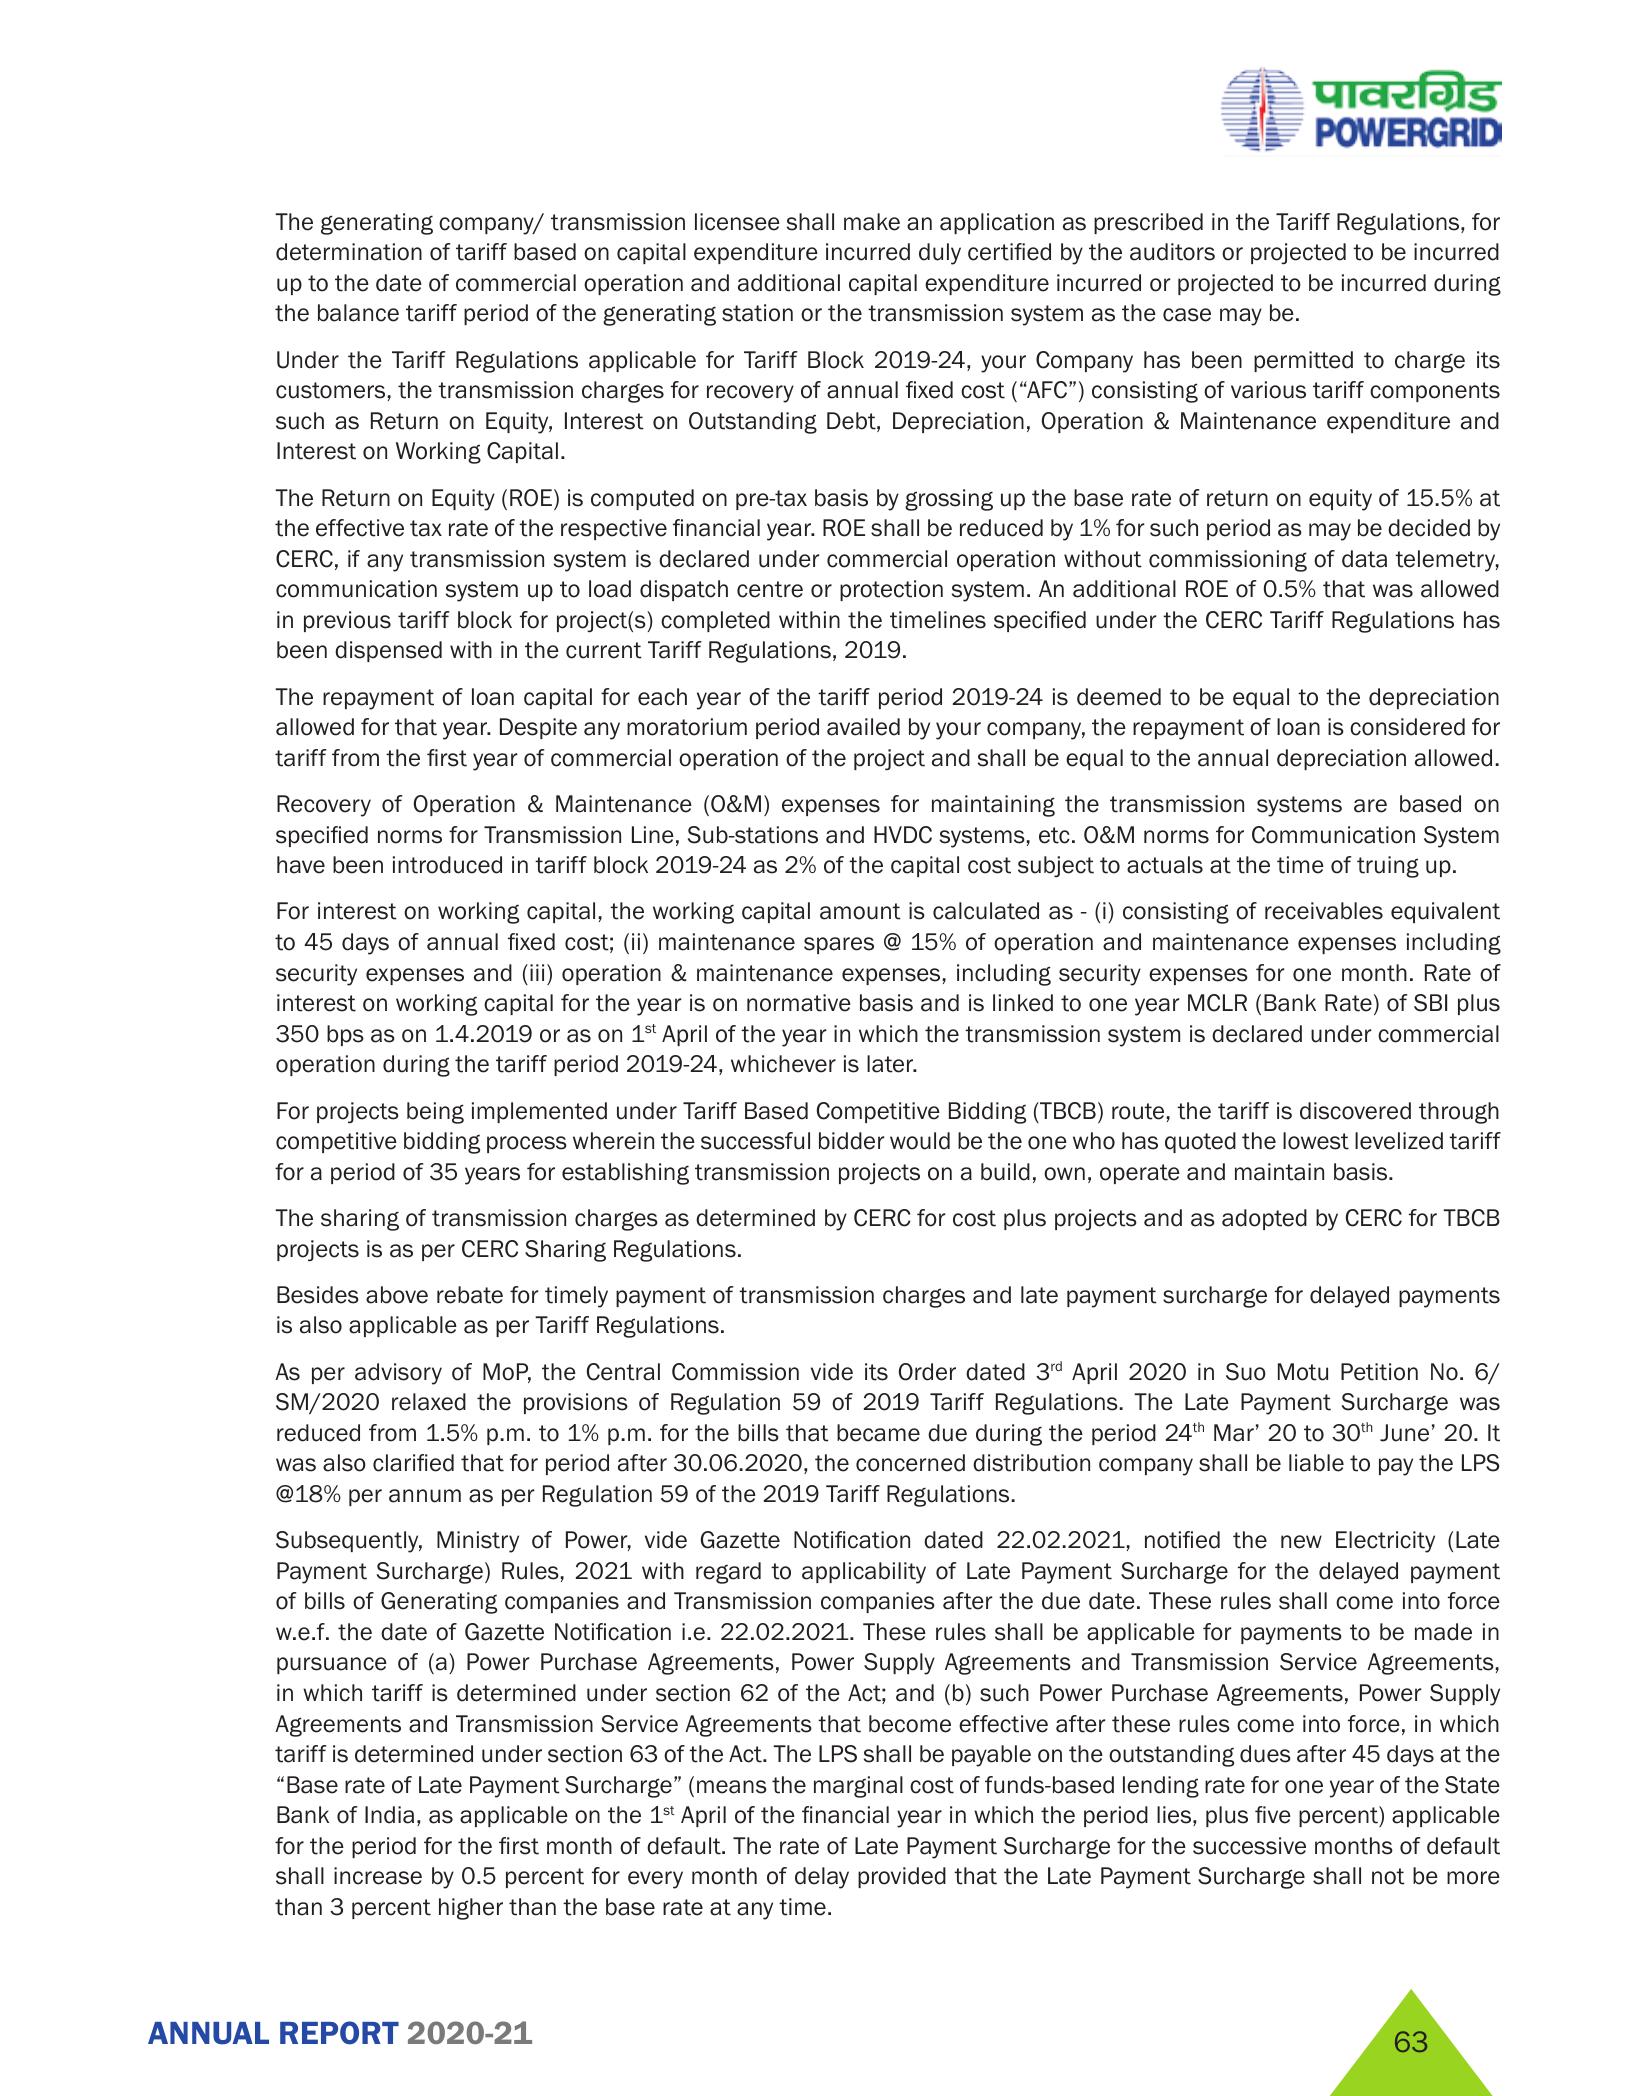 पावरग्रिड
POWERGRID
The generating company/ transmission licensee shall make an application as prescribed in the Tariff Regulations, for
determination of tariff based on capital expenditure incurred duly certified by the auditors or projected to be incurred
up to the date of commercial operation and additional capital expenditure incurred or projected to be incurred during
the balance tariff period of the generating station or the transmission system as the case may be.
Under the Tariff Regulations applicable for Tariff Block 2019-24, your Company has been permitted to charge its
customers, the transmission charges for recovery of annual fixed cost (“AFC”) consisting of various tariff components
such as Return on Equity, Interest on Outstanding Debt, Depreciation, Operation & Maintenance expenditure and
Interest on Working Capital.
The Return on Equity (ROE) is computed on pre-tax basis by grossing up the base rate of return on equity of 15.5% at
the effective tax rate of the respective financial year. ROE shall be reduced by 1% for such period as may be decided by
CERC, if any transmission system is declared under commercial operation without commissioning of data telemetry,
communication system up to load dispatch centre or protection system. An additional ROE of 0.5% that was allowed
in previous tariff block for project(s) completed within the timelines specified under the CERC Tariff Regulations has
been dispensed with in the current Tariff Regulations, 2019.
The repayment of loan capital for each year of the tariff period 2019-24 is deemed to be equal to the depreciation
allowed for that year. Despite any moratorium period availed by your company, the repayment of loan is considered for
tariff from the first year of commercial operation of the project and shall be equal to the annual depreciation allowed.
Recovery of Operation & Maintenance (O&M) expenses for maintaining the transmission systems are based on
specified norms for Transmission Line, Sub-stations and HVDC systems, etc. O&M norms for Communication System
have been introduced in tariff block 2019-24 as 2% of the capital cost subject to actuals at the time of truing up.
For interest on working capital, the working capital amount is calculated as - (i) consisting of receivables equivalent
to 45 days of annual fixed cost; (ii) maintenance spares @ 15% of operation and maintenance expenses including
security expenses and (iii) operation & maintenance expenses, including security expenses for one month. Rate of
interest on working capital for the year is on normative basis and is linked to one year MCLR (Bank Rate) of SBI plus
350 bps as on 1.4.2019 or as on 1st April of the year in which the transmission system is declared under commercial
operation during the tariff period 2019-24, whichever is later.
For projects being implemented under Tariff Based Competitive Bidding (TBCB) route, the tariff is discovered through
competitive bidding process wherein the successful bidder would be the one who has quoted the lowest levelized tariff
for a period of 35 years for establishing transmission projects on a build, own, operate and maintain basis.
The sharing of transmission charges as determined by CERC for cost plus projects and as adopted by CERC for TBCB
projects is as per CERC Sharing Regulations.
Besides above rebate for timely payment of transmission charges and late payment surcharge for delayed payments
is also applicable as per Tariff Regulations.
As per advisory of MoP, the Central Commission vide its Order dated 3rd April 2020 in Suo Motu Petition No. 6/
SM/2020 relaxed the provisions of Regulation 59 of 2019 Tariff Regulations. The Late Payment Surcharge was
reduced from 1.5% p.m. to 1% p.m. for the bills that became due during the period 24th Mar’ 20 to 30th June’ 20. It
was also clarified that for period after 30.06.2020, the concerned distribution company shall be liable to pay the LPS
@18% per annum as per Regulation 59 of the 2019 Tariff Regulations.
Subsequently, Ministry of Power, vide Gazette Notification dated 22.02.2021, notified the new Electricity (Late
Payment Surcharge) Rules, 2021 with regard to applicability of Late Payment Surcharge for the delayed payment
of bills of Generating companies and Transmission companies after the due date. These rules shall come into force
w.e.f. the date of Gazette Notification i.e. 22.02.2021. These rules shall be applicable for payments to be made in
pursuance of (a) Power Purchase Agreements, Power Supply Agreements and Transmission Service Agreements,
in which tariff is determined under section 62 of the Act; and (b) such Power Purchase Agreements, Power Supply
Agreements and Transmission Service Agreements that become effective after these rules come into force, in which
tariff is determined under section 63 of the Act. The LPS shall be payable on the outstanding dues after 45 days at the
“Base rate of Late Payment Surcharge” (means the marginal cost of funds-based lending rate for one year of the State
Bank of India, as applicable on the 1st April of the financial year in which the period lies, plus five percent) applicable
for the period for the first month of default. The rate of Late Payment Surcharge for the successive months of default
shall increase by 0.5 percent for every month of delay provided that the Late Payment Surcharge shall not be more
than 3 percent higher than the base rate at any time.
ANNUAL REPORT 2020-21
63